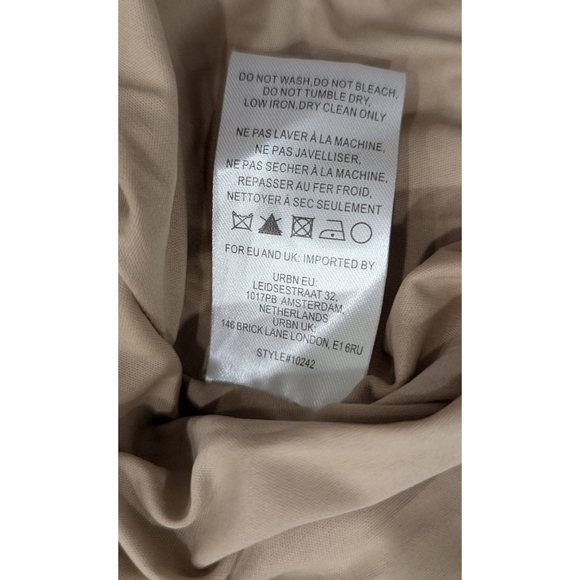 DO NOT WASH,DO NOT BLEACH,
DO NOT TUMBLE DRY,
LOW IRON,DRY CLEAN ONLY
NE PAS LAVER À LA MACHINE,
NE PAS JAVELLISER,
NE PAS SECHER À LA MACHINE,
REPASSER AU FER FROID,
NETTOYER À SEC SEULEMENT
FOR EU AND UK: IMPORTED BY
URBN EU:
LEIDSESTRAAT 32,
1017PB AMSTERDAM,
NETHERLANDS
URBN UK:
146 BRICK LANE LONDON, E1 6RU
STYLE#10242